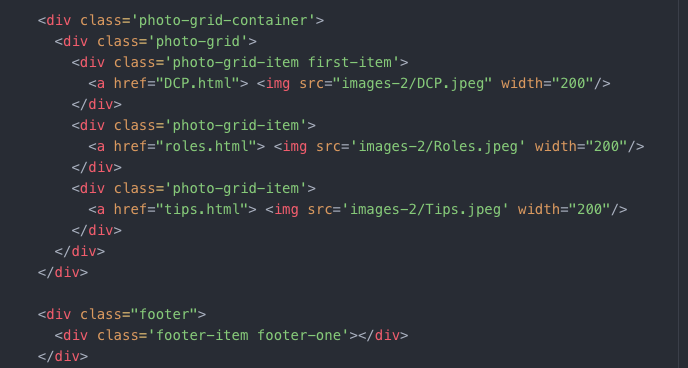 <div class='photo-grid-container'>
<div class='photo-grid'>
<div class='photo-grid-item first-item'>
<a href="DCP.html"> <img src="images-2/DCP.jpeg" width="200"/>
</div>
<div class='photo-grid-item'>
<a href="roles.html"> <img src='images-2/Roles.jpeg' width="200"/>
</div>
<div class='photo-grid-item'>
<a href="tips.html"> <img src='images-2/Tips.jpeg' width="200"/>
</div>
</div>
</div>
<div class="footer">
<div class='footer-item footer-one'></div>
</div>